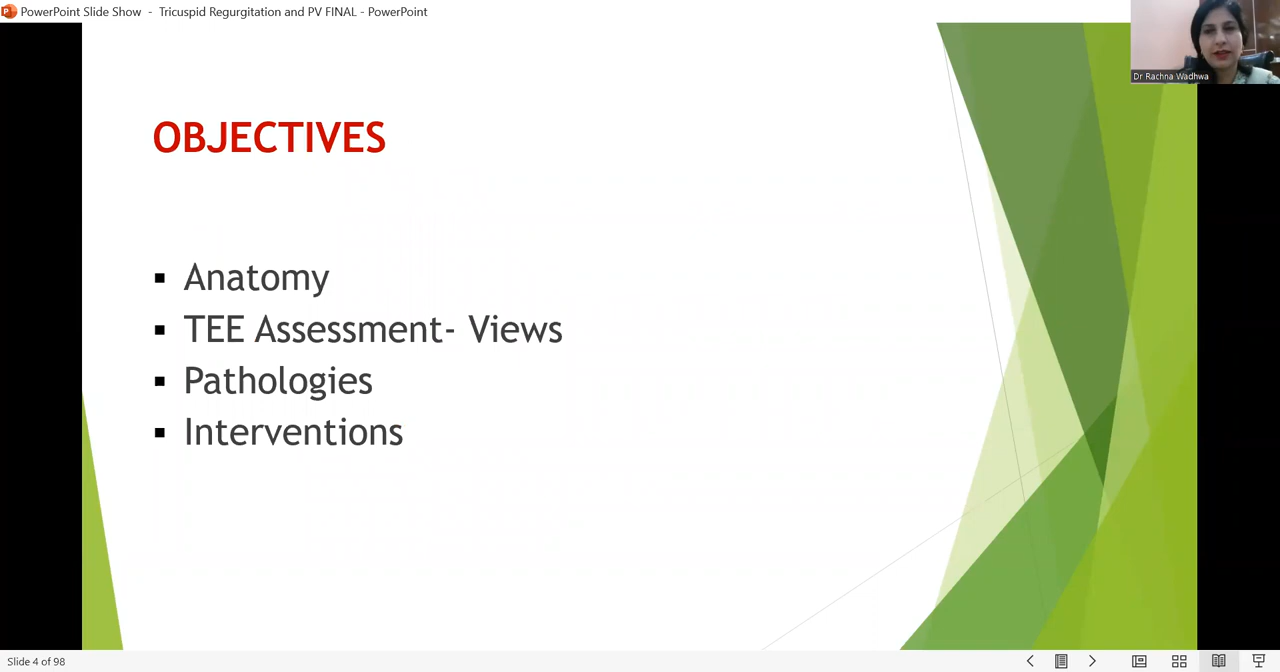 PowerPoint Slide Show - Tricuspid Regurgitation and PV FINAL - PowerPoint
Dr Rachna Wadhwa
OBJECTIVES
▪ Anatomy
▪ TEE Assessment- Views
▪ Pathologies
▪ Interventions
Slide 4 of 98